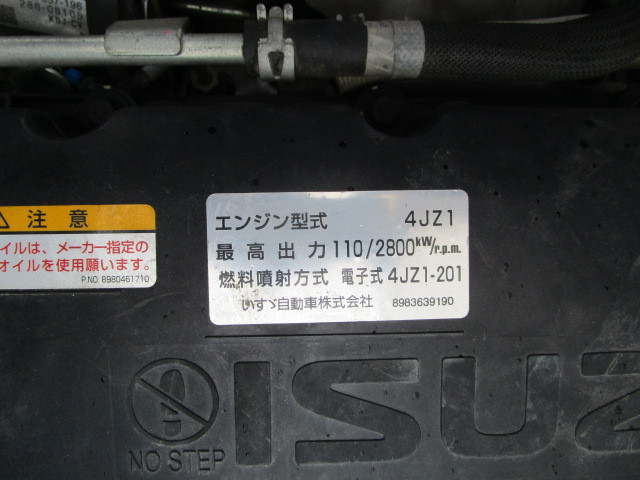 注意
イルは、メーカー指定の
オイルを使用願います。
P.NO. 8980461710
エンジン型式 4JZ1
最高出力 110/2800kW/r.p.m.
燃料噴射方式 電子式 4JZ1-201
いすゞ自動車株式会社 8983639190
NO STEP
ISUZ